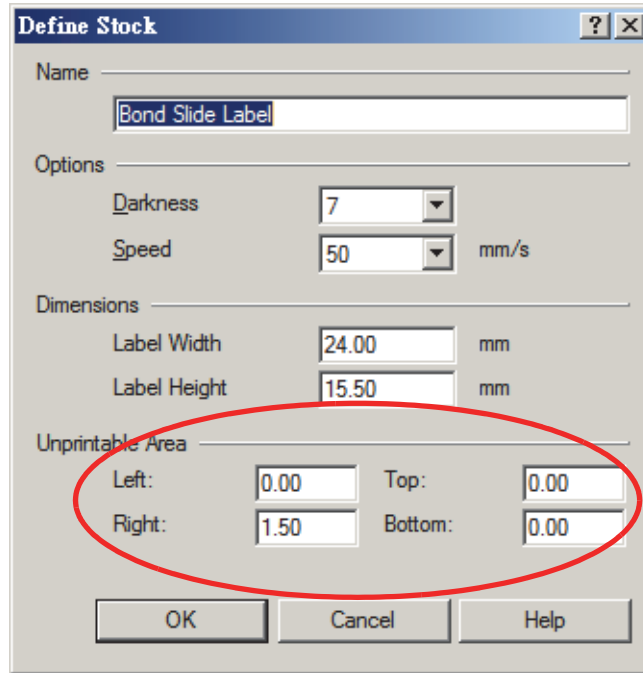 Define Stock ? X
Name
Bond Slide Label
Options
Darkness 7
Speed 50 mm/s
Dimensions
Label Width 24.00 mm
Label Height 15.50 mm
Unprintable Area
Left: 0.00 Top: 0.00
Right: 1.50 Bottom: 0.00
OK Cancel Help